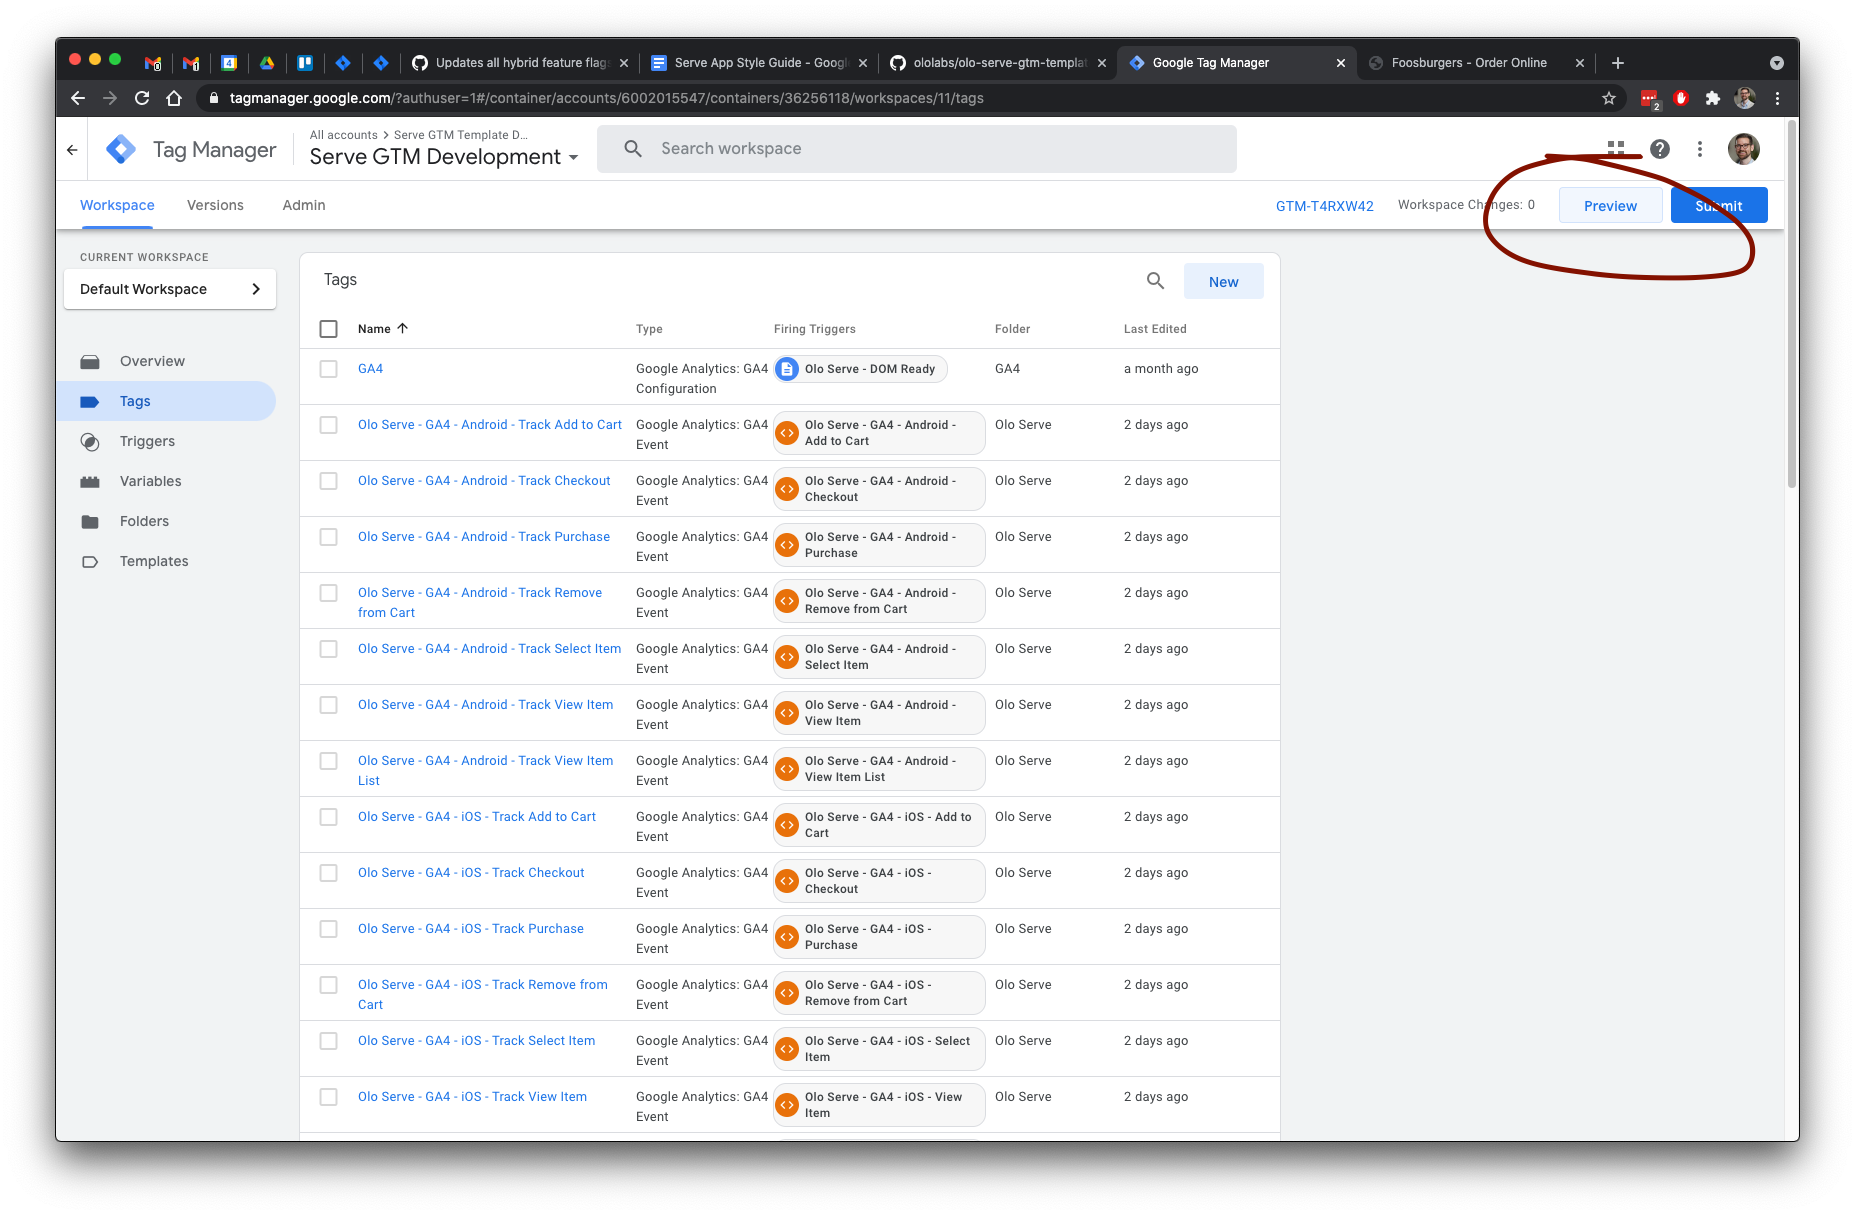 Updates all hybrid feature flags
Serve App Style Guide - Google
ololabs/olo-serve-gtm-templat
Google Tag Manager
Foosburgers - Order Online
tagmanager.google.com/?authuser=1#/container/accounts/6002015547/containers/36256118/workspaces/11/tags
2
Tag Manager
All accounts > Serve GTM Template D...
Serve GTM Development
Search workspace
Workspace Versions Admin
GTM-T4RXW42 Workspace Changes: 0 Preview Submit
CURRENT WORKSPACE
Default Workspace
Overview
Tags
Triggers
Variables
Folders
Templates
Tags
New
Name Type Firing Triggers Folder Last Edited
GA4 Google Analytics: GA4 Olo Serve - DOM Ready GA4 a month ago
Configuration
Olo Serve - GA4 - Android - Track Add to Cart Google Analytics: GA4 Olo Serve - GA4 - Android - Olo Serve 2 days ago
Event Add to Cart
Olo Serve - GA4 - Android - Track Checkout Google Analytics: GA4 Olo Serve - GA4 - Android - Olo Serve 2 days ago
Event Checkout
Olo Serve - GA4 - Android - Track Purchase Google Analytics: GA4 Olo Serve - GA4 - Android - Olo Serve 2 days ago
Event Purchase
Olo Serve - GA4 - Android - Track Remove Google Analytics: GA4 Olo Serve - GA4 - Android - Olo Serve 2 days ago
from Cart Event Remove from Cart
Olo Serve - GA4 - Android - Track Select Item Google Analytics: GA4 Olo Serve - GA4 - Android - Olo Serve 2 days ago
Event Select Item
Olo Serve - GA4 - Android - Track View Item Google Analytics: GA4 Olo Serve - GA4 - Android - Olo Serve 2 days ago
Event View Item
Olo Serve - GA4 - Android - Track View Item Google Analytics: GA4 Olo Serve - GA4 - Android - Olo Serve 2 days ago
List Event View Item List
Olo Serve - GA4 - iOS - Track Add to Cart Google Analytics: GA4 Olo Serve - GA4 - iOS - Add to Olo Serve 2 days ago
Event Cart
Olo Serve - GA4 - iOS - Track Checkout Google Analytics: GA4 Olo Serve - GA4 - iOS - Olo Serve 2 days ago
Event Checkout
Olo Serve - GA4 - iOS - Track Purchase Google Analytics: GA4 Olo Serve - GA4 - iOS - Olo Serve 2 days ago
Event Purchase
Olo Serve - GA4 - iOS - Track Remove from Google Analytics: GA4 Olo Serve - GA4 - iOS - Olo Serve 2 days ago
Cart Event Remove from Cart
Olo Serve - GA4 - iOS - Track Select Item Google Analytics: GA4 Olo Serve - GA4 - iOS - Select Olo Serve 2 days ago
Event Item
Olo Serve - GA4 - iOS - Track View Item Google Analytics: GA4 Olo Serve - GA4 - iOS - View Olo Serve 2 days ago
Event Item